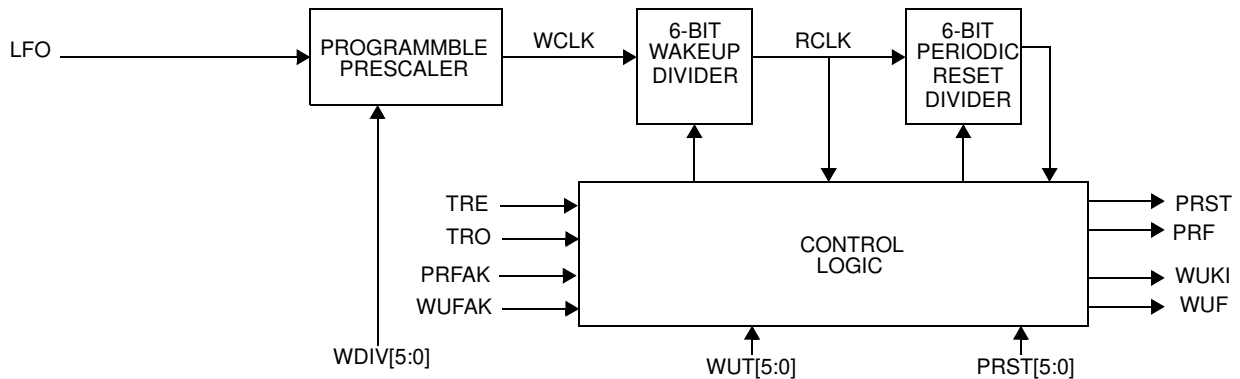 LFO
PROGRAMMBLE
PRESCALER
WCLK
6-BIT
WAKEUP
DIVIDER
RCLK
6-BIT
PERIODIC
RESET
DIVIDER
TRE
TRO
PRFAK
WUFAK
CONTROL
LOGIC
PRST
PRF
WUKI
WUF
WDIV[5:0]
WUT[5:0]
PRST[5:0]